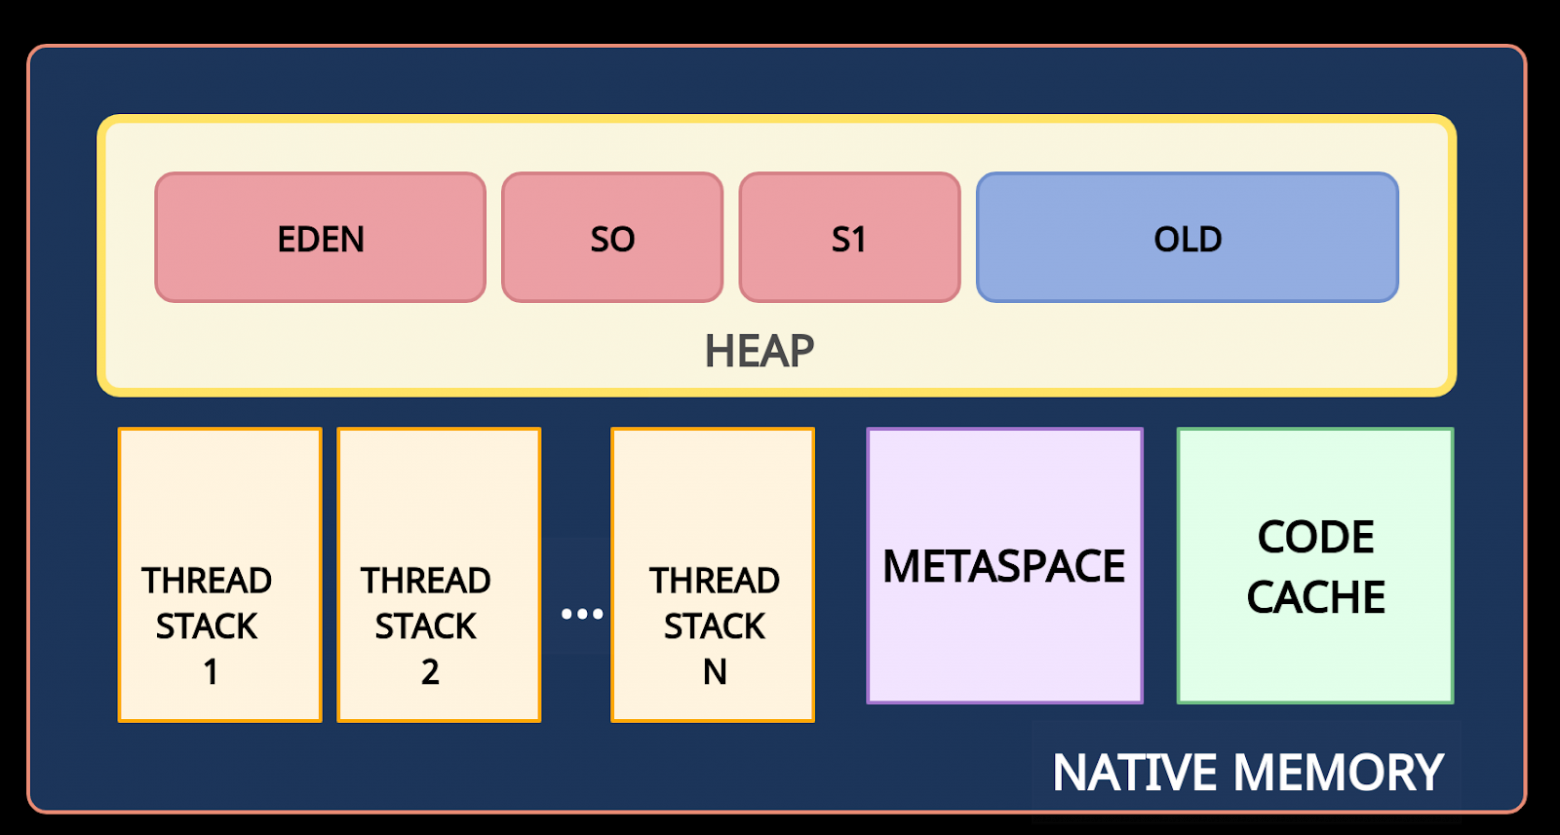 EDEN
SO
S1
OLD
HEAP
THREAD
STACK
1
THREAD
STACK
2
...
THREAD
STACK
N
METASPACE
CODE
CACHE
NATIVE MEMORY